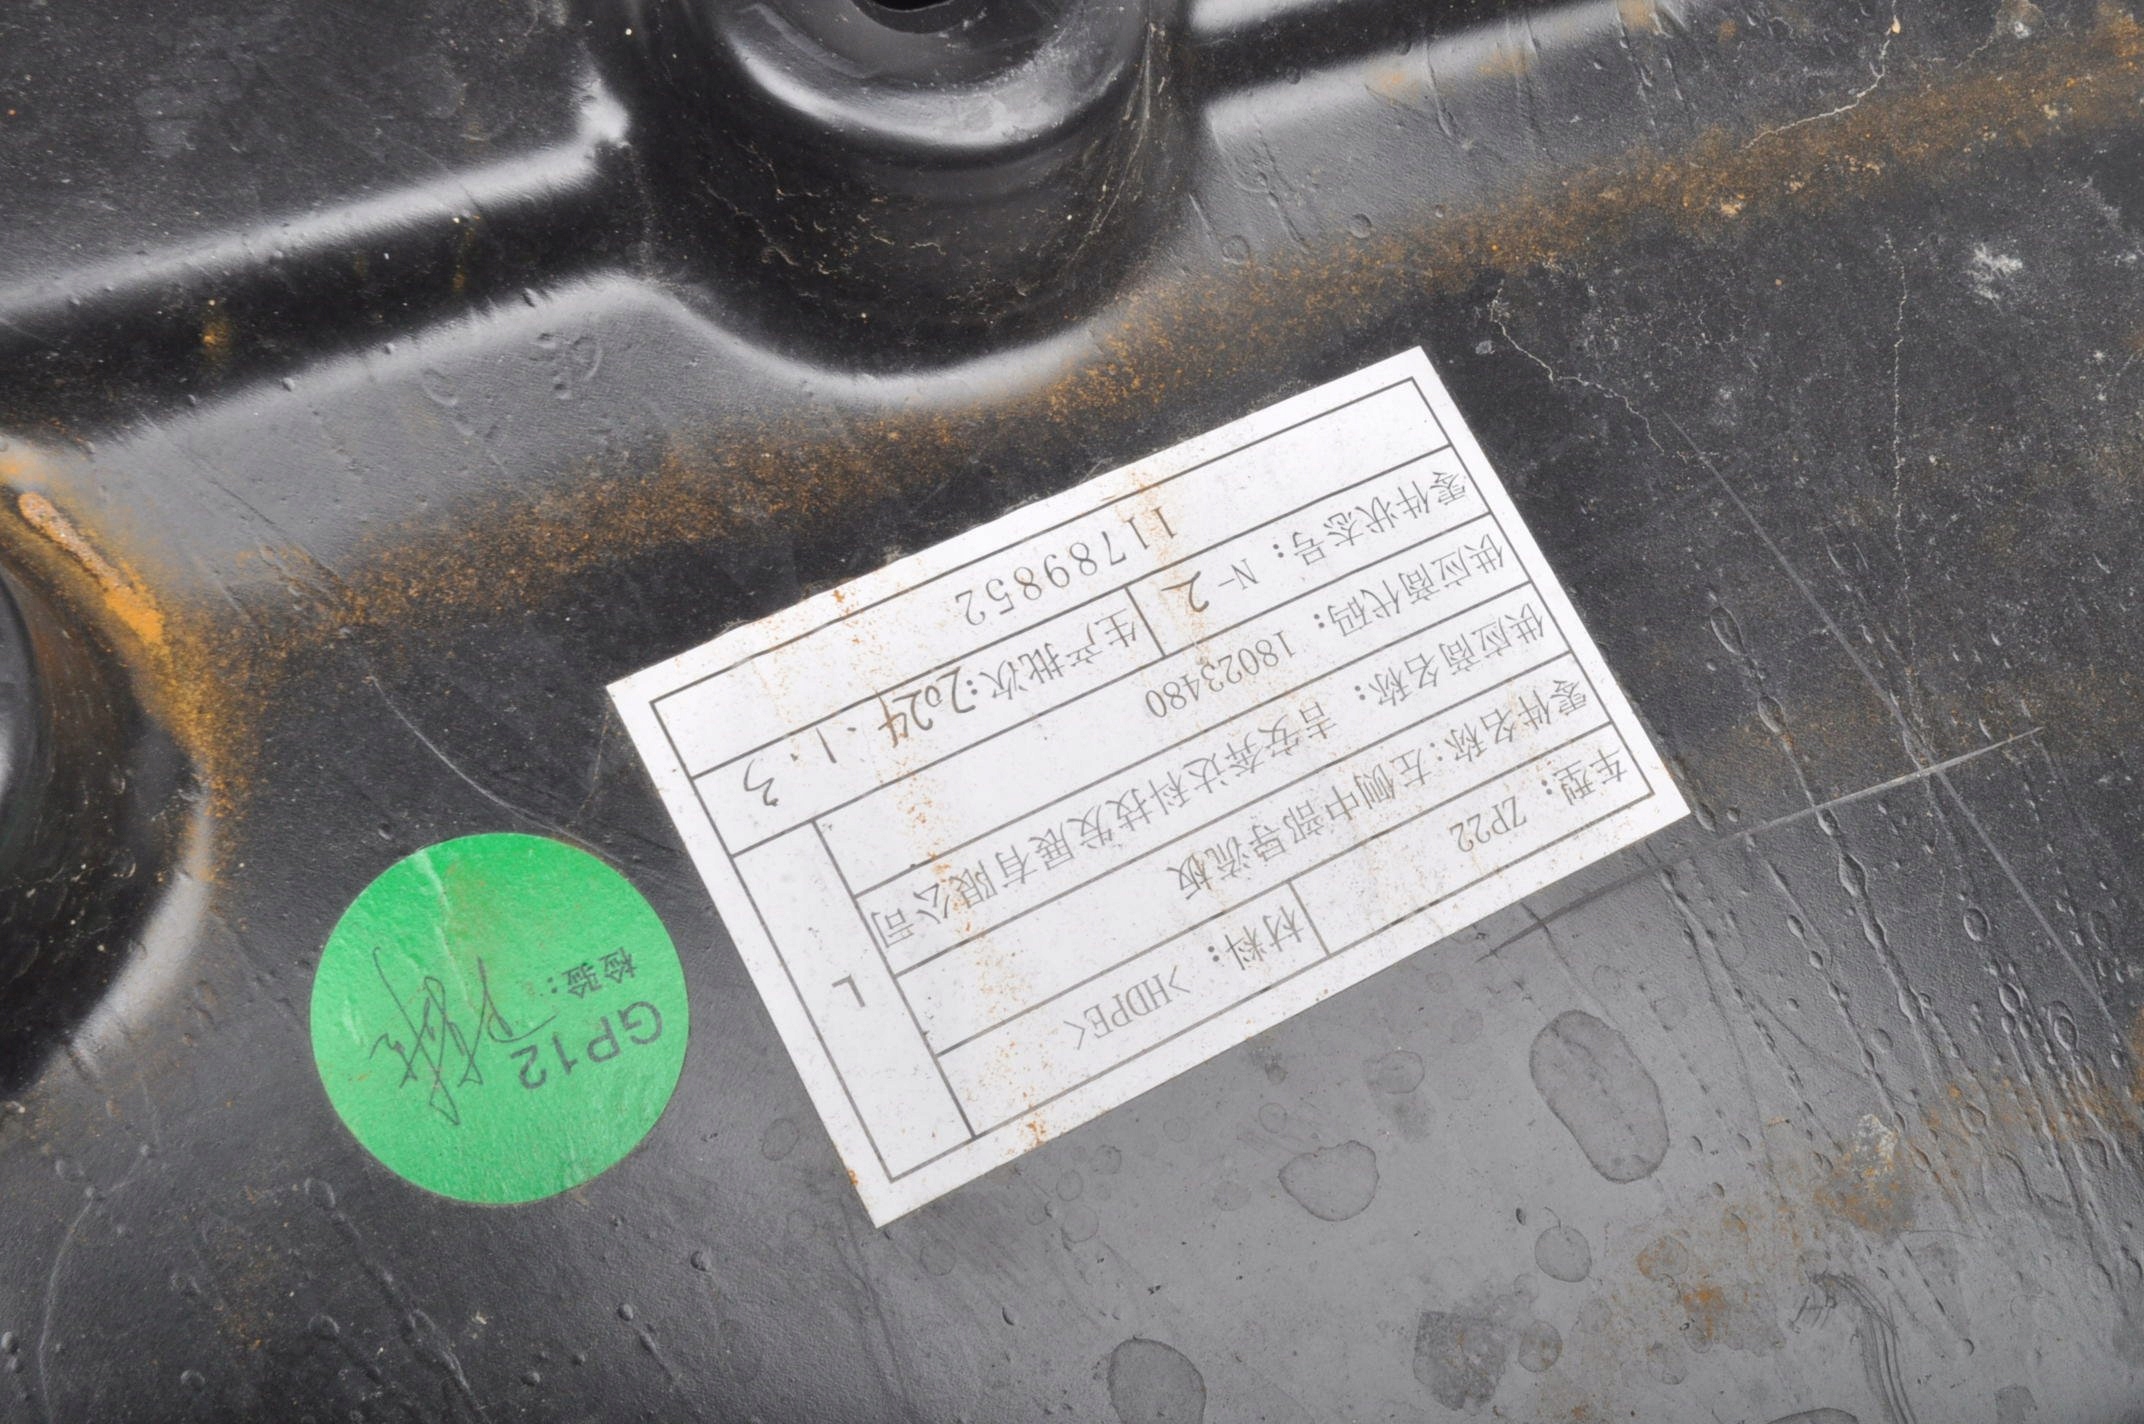 车型: ZP22 材料: >HDPE<
零件名称: 左侧中部导流板
供应商名称: 吉安奔达科技发展有限公司
L
供应商代码: 18023480
零件状态号: N-2 生产批次: 2024.1.3
11789852
GP12
检验: